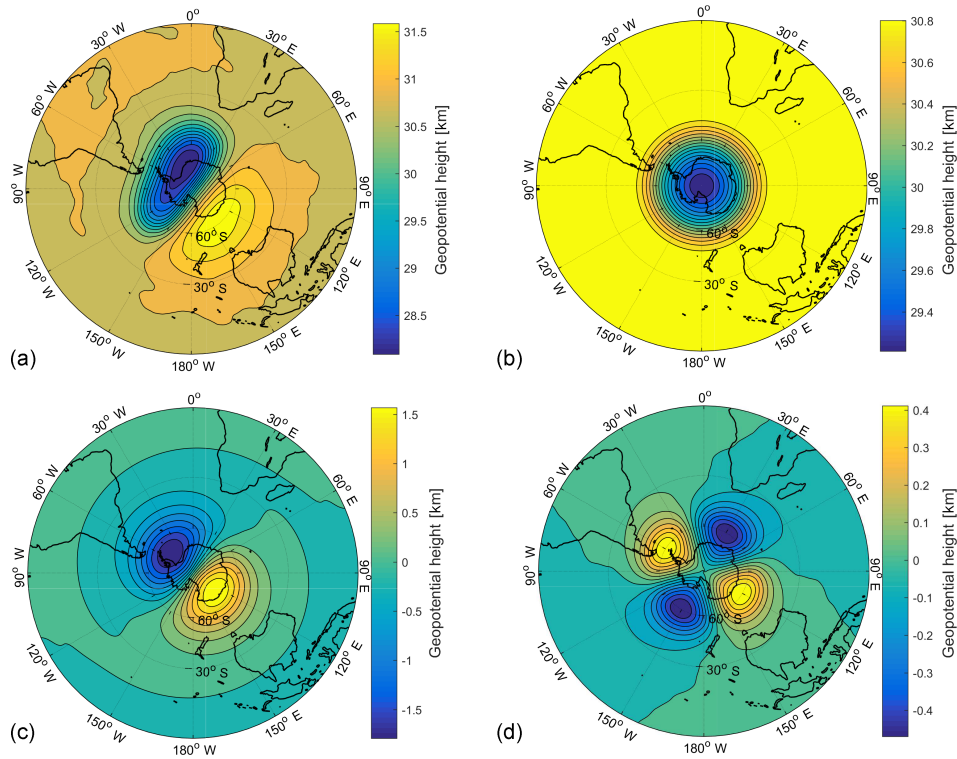 0°
30° E
60° E
90° E
120° E
150° E
180° W
150° W
120° W
90° W
60° W
30° W
60° S
30° S
31.5
31
30.5
30
29.5
29
28.5
Geopotential height [km]
(a)
0°
30° E
60° E
90° E
120° E
150° E
180° W
150° W
120° W
90° W
60° W
30° W
60° S
30° S
30.8
30.6
30.4
30.2
30
29.8
29.6
29.4
Geopotential height [km]
(b)
0°
30° E
60° E
90° E
120° E
150° E
180° W
150° W
120° W
90° W
60° W
30° W
60° S
30° S
1.5
1
0.5
0
-0.5
-1
-1.5
Geopotential height [km]
(c)
0°
30° E
60° E
90° E
120° E
150° E
180° W
150° W
120° W
90° W
60° W
30° W
60° S
30° S
0.4
0.3
0.2
0.1
0
-0.1
-0.2
-0.3
-0.4
Geopotential height [km]
(d)